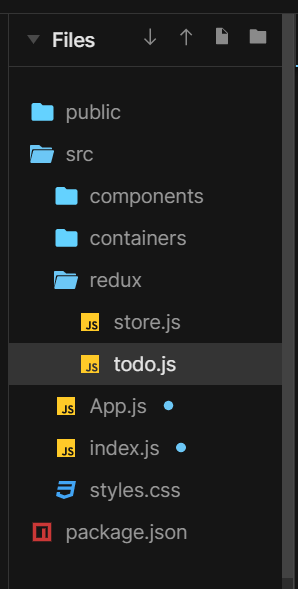 Files
public
src
components
containers
redux
JS store.js
JS todo.js
JS App.js
JS index.js
styles.css
package.json